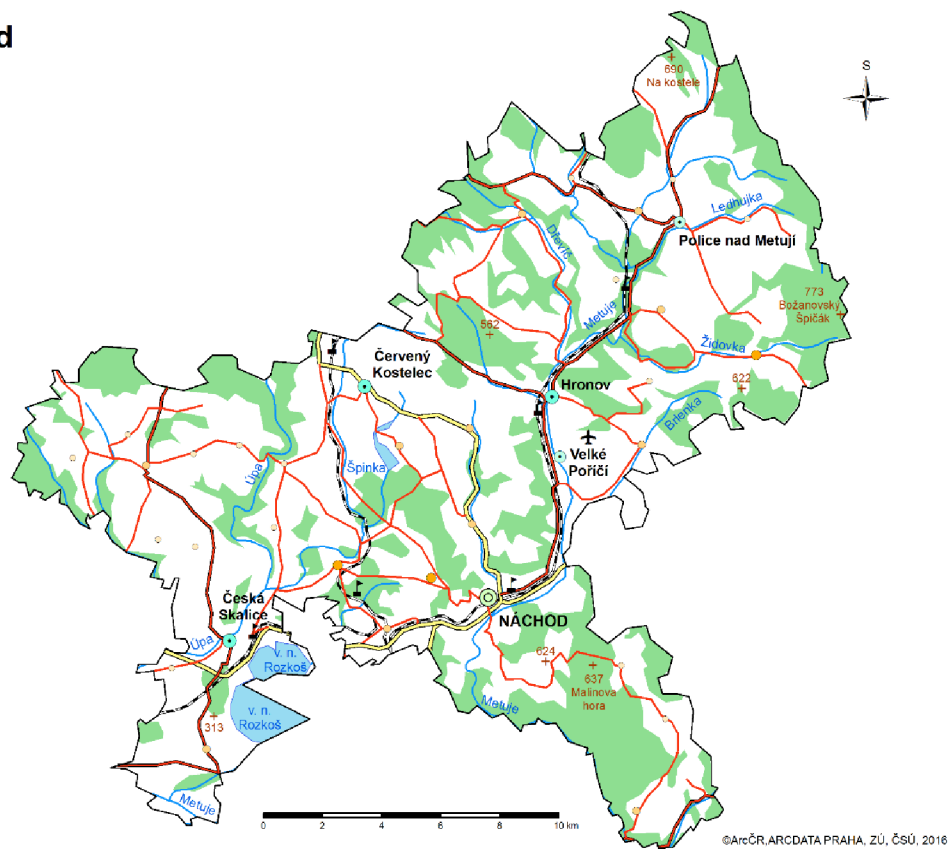 d
S
690
Na kostele
Ledhujka
Police nad Metují
Dřevíč
773
Božanovský
Špičák
Metuje
562
Židovka
Červený
Kostelec
Hronov
622
Brlenka
Velké
Poříčí
Úpa
Špinka
Česká
Skalice
NÁCHOD
Úpa
v. n.
Rozkoš
624
637
Malinova
hora
Metuje
v. n.
Rozkoš
313
Metuje
0 2 4 6 8 10 km
©ArcČR,ARCDATA PRAHA, ZÚ, ČSÚ, 2016